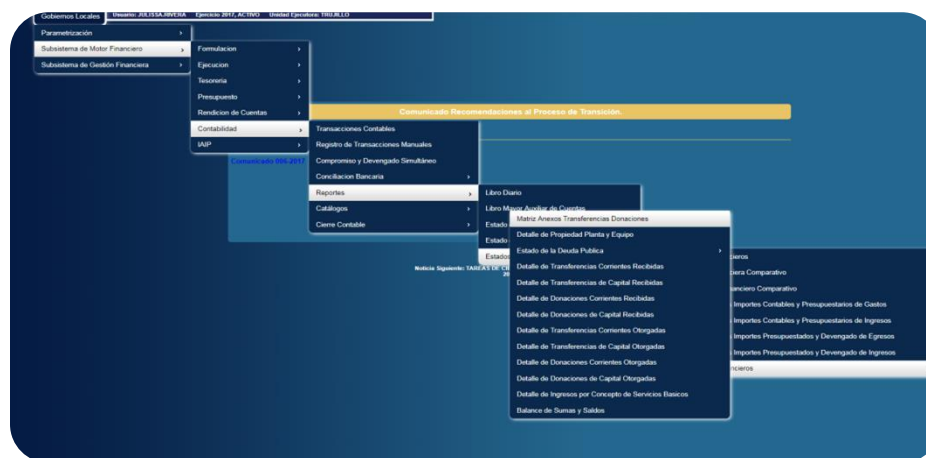 Gobiernos Locales
Usuario: JULISSA.RIVERA Ejercicio 2017, ACTIVO Unidad Ejecutora: TRUJILLO
Parametrización
Subsistema de Motor Financiero
Subsistema de Gestión Financiera
Formulacion
Ejecucion
Tesoreria
Presupuesto
Rendicion de Cuentas
Contabilidad
IAIP
Comunicado Recomendaciones al Proceso de Transición.
Comunicado 006-2017
Transacciones Contables
Registro de Transacciones Manuales
Compromiso y Devengado Simultáneo
Conciliacion Bancaria
Reportes
Catálogos
Cierre Contable
Libro Diario
Libro Mayor Auxiliar de Cuentas
Estado
Estado
Estados
Noticia Siguiente: TAREAS DE
20
Matriz Anexos Transferencias Donaciones
Detalle de Propiedad Planta y Equipo
Estado de la Deuda Publica
Detalle de Transferencias Corrientes Recibidas
Detalle de Transferencias de Capital Recibidas
Detalle de Donaciones Corrientes Recibidas
Detalle de Donaciones de Capital Recibidas
Detalle de Transferencias Corrientes Otorgadas
Detalle de Transferencias de Capital Otorgadas
Detalle de Donaciones Corrientes Otorgadas
Detalle de Donaciones de Capital Otorgadas
Detalle de Ingresos por Concepto de Servicios Basicos
Balance de Sumas y Saldos
cieros
ciera Comparativo
anciero Comparativo
Importes Contables y Presupuestarios de Gastos
Importes Contables y Presupuestarios de Ingresos
Importes Presupuestados y Devengado de Egresos
Importes Presupuestados y Devengado de Ingresos
ncieros